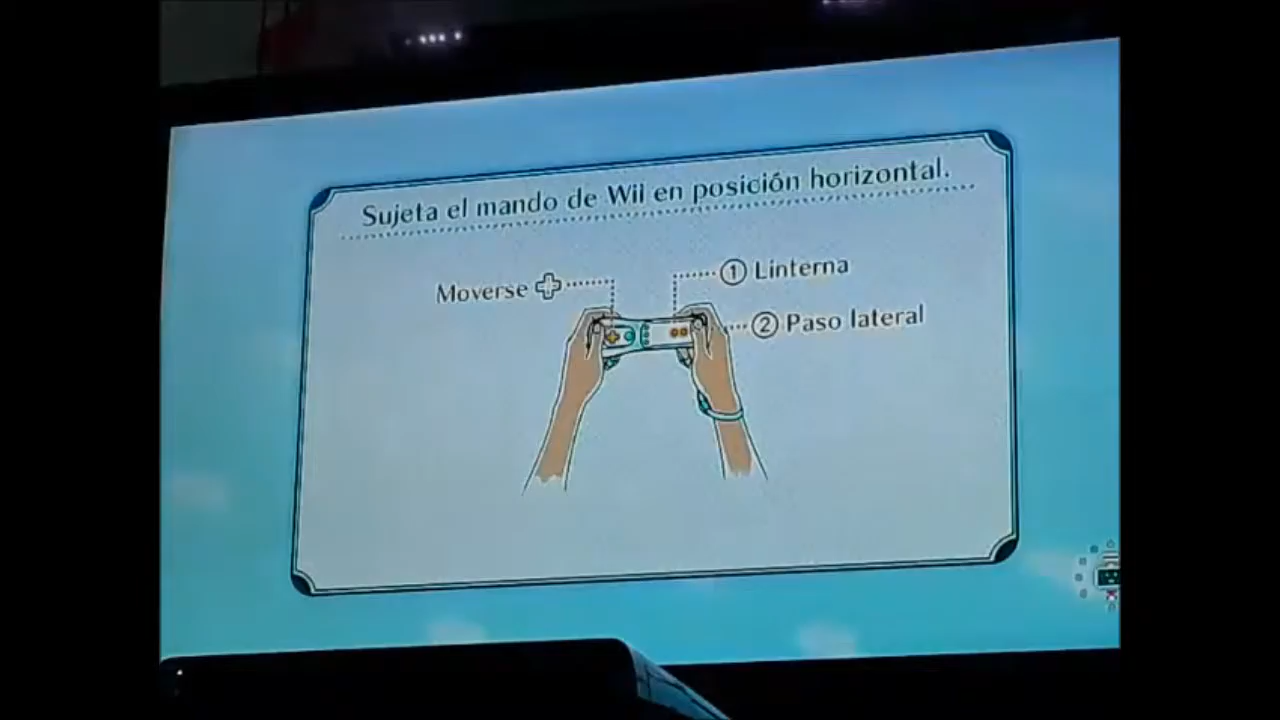 Sujeta el mando de Wii en posición horizontal.
Moverse
① Linterna
② Paso lateral